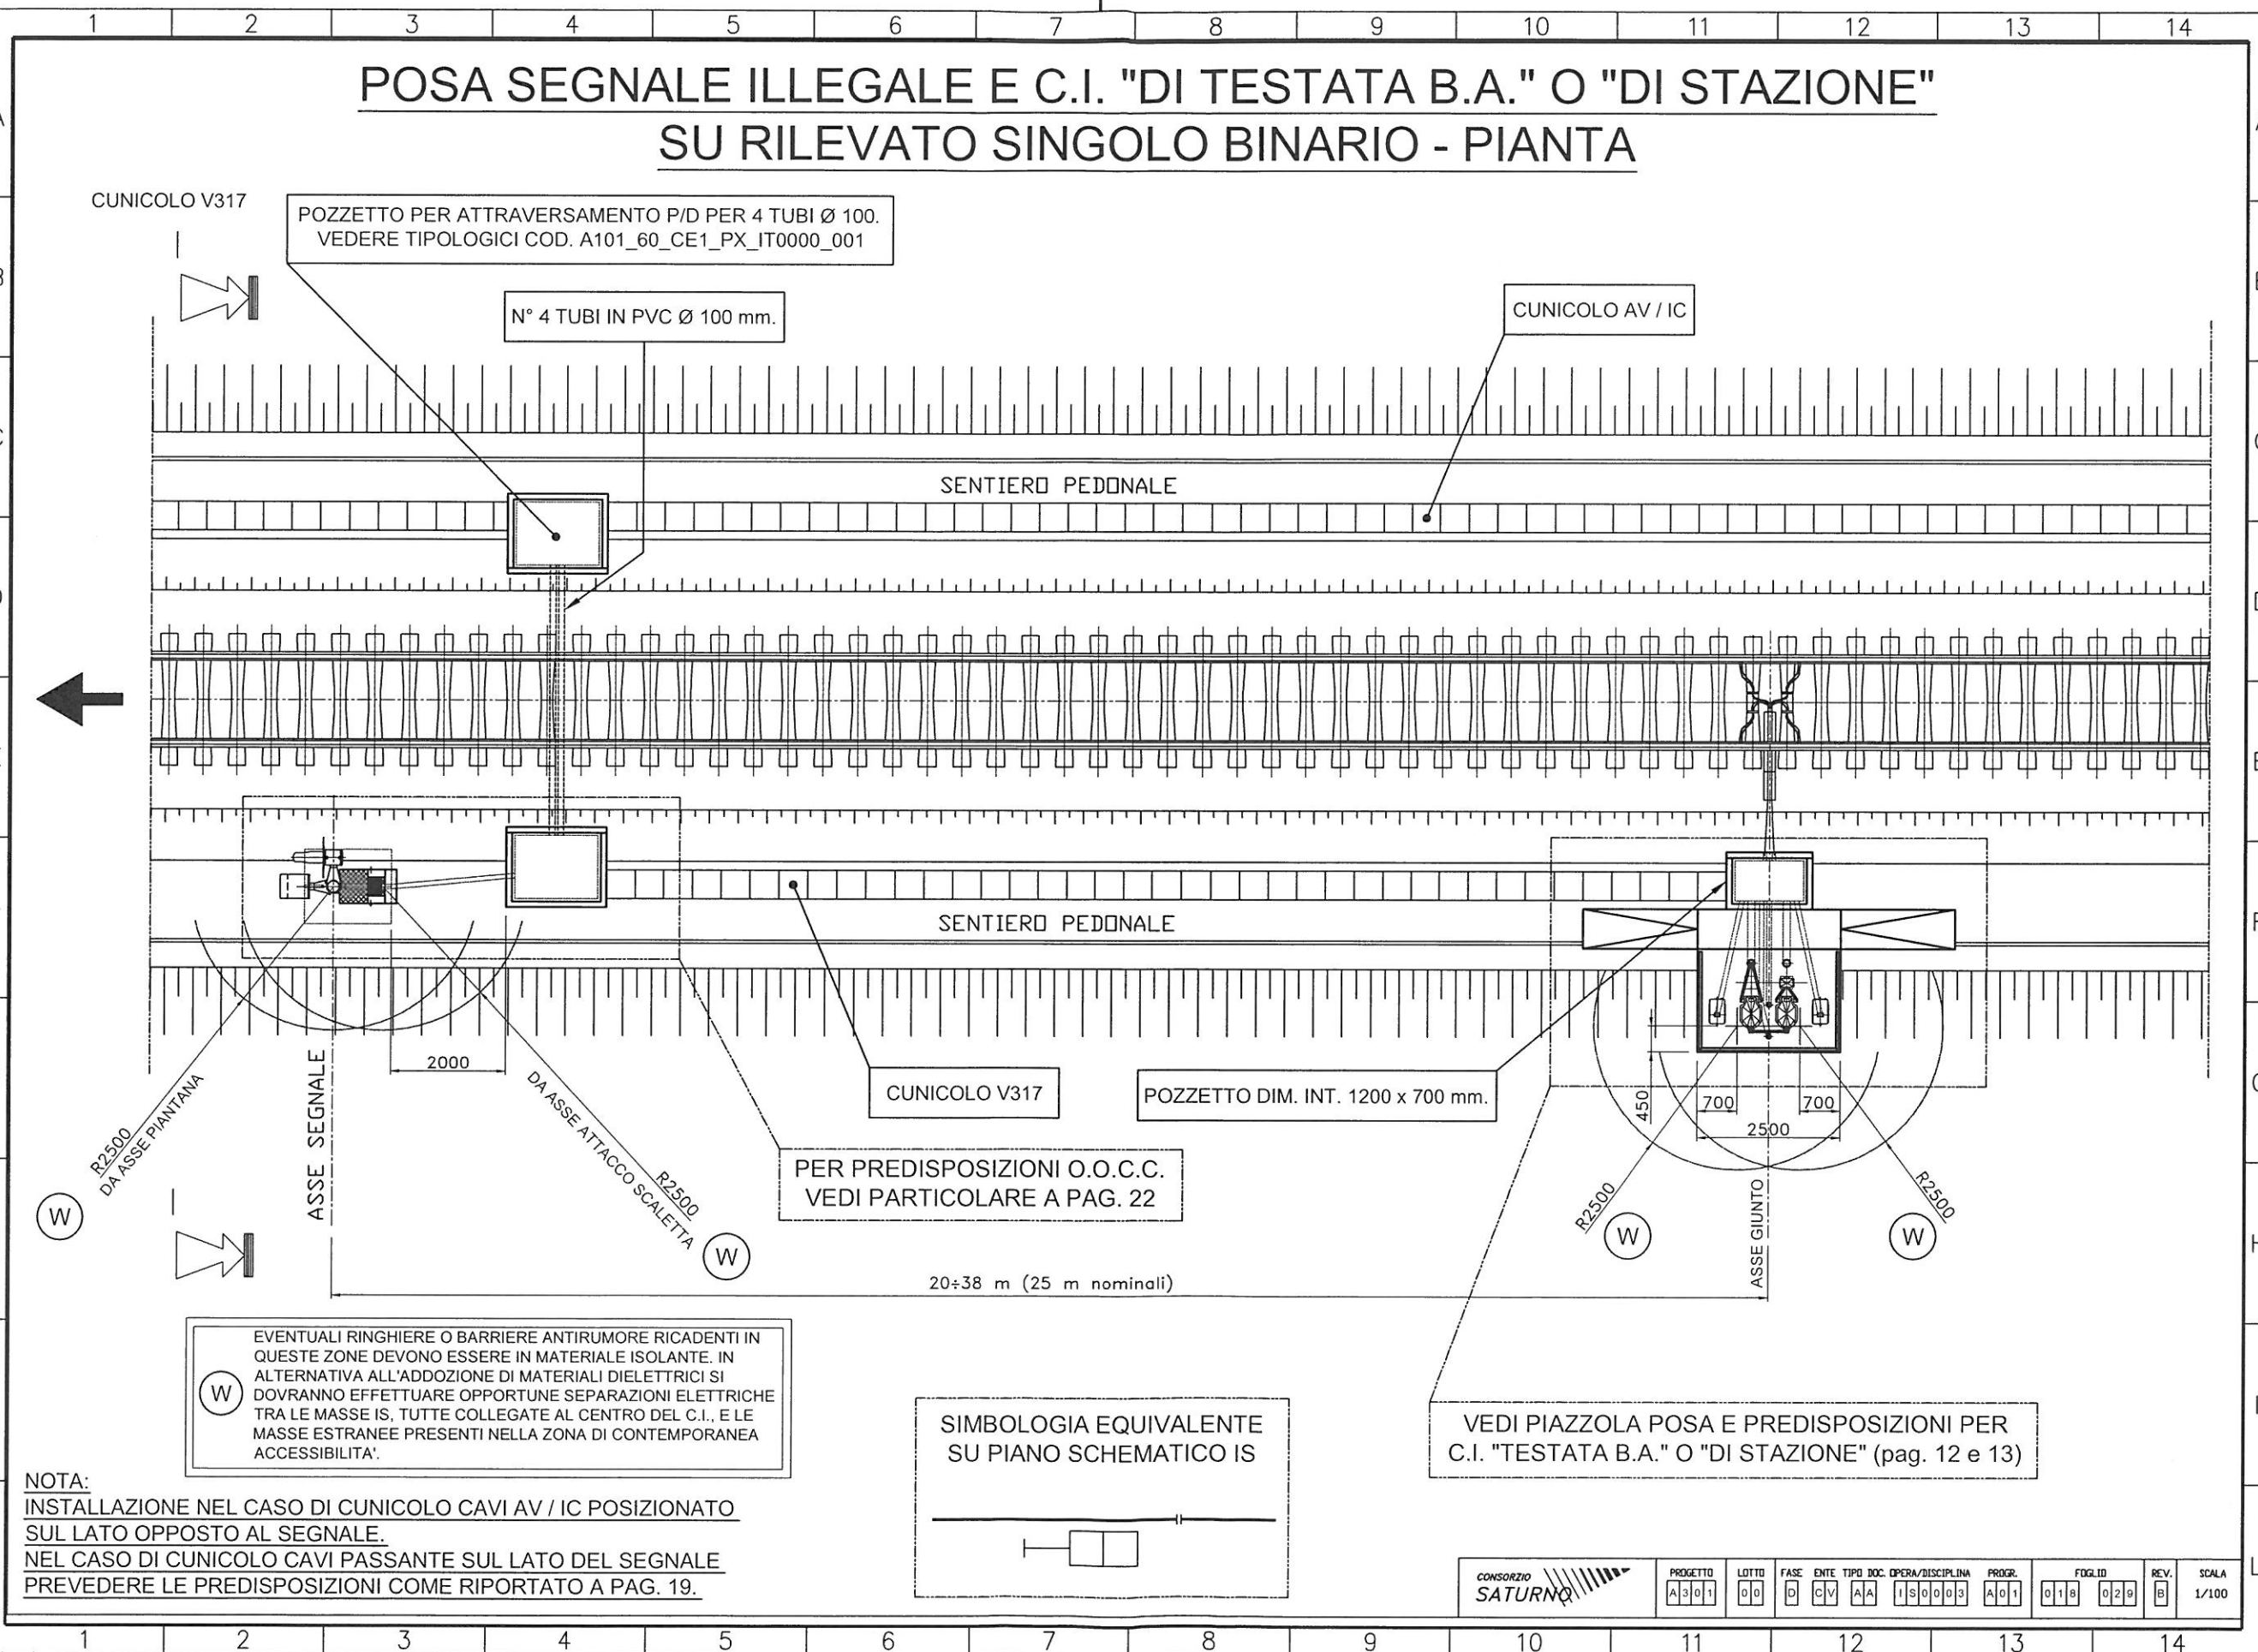 1 2 3 4 5 6 7 8 9 10 11 12 13 14
POSA SEGNALE ILLEGALE E C.I. "DI TESTATA B.A." O "DI STAZIONE"
SU RILEVATO SINGOLO BINARIO - PIANTA
CUNICOLO V317
POZZETTO PER ATTRAVERSAMENTO P/D PER 4 TUBI Ø 100.
VEDERE TIPOLOGICI COD. A101_60_CE1_PX_IT0000_001
N° 4 TUBI IN PVC Ø 100 mm.
CUNICOLO AV / IC
SENTIERO PEDONALE
SENTIERO PEDONALE
2000
R2500
DA ASSE PIANTANA
ASSE SEGNALE
R2500
DA ASSE ATTACCO SCALETTA
W
W
CUNICOLO V317
POZZETTO DIM. INT. 1200 x 700 mm.
PER PREDISPOSIZIONI O.O.C.C.
VEDI PARTICOLARE A PAG. 22
450
700
700
2500
R2500
R2500
W
W
ASSE GIUNTO
20÷38 m (25 m nominali)
W
EVENTUALI RINGHIERE O BARRIERE ANTIRUMORE RICADENTI IN
QUESTE ZONE DEVONO ESSERE IN MATERIALE ISOLANTE. IN
ALTERNATIVA ALL'ADDOZIONE DI MATERIALI DIELETTRICI SI
DOVRANNO EFFETTUARE OPPORTUNE SEPARAZIONI ELETTRICHE
TRA LE MASSE IS, TUTTE COLLEGATE AL CENTRO DEL C.I., E LE
MASSE ESTRANEE PRESENTI NELLA ZONA DI CONTEMPORANEA
ACCESSIBILITA'.
SIMBOLOGIA EQUIVALENTE
SU PIANO SCHEMATICO IS
VEDI PIAZZOLA POSA E PREDISPOSIZIONI PER
C.I. "TESTATA B.A." O "DI STAZIONE" (pag. 12 e 13)
NOTA:
INSTALLAZIONE NEL CASO DI CUNICOLO CAVI AV / IC POSIZIONATO
SUL LATO OPPOSTO AL SEGNALE.
NEL CASO DI CUNICOLO CAVI PASSANTE SUL LATO DEL SEGNALE
PREVEDERE LE PREDISPOSIZIONI COME RIPORTATO A PAG. 19.
CONSORZIO
SATURNO
PROGETTO LOTTO FASE ENTE TIPO DOC. OPERA/DISCIPLINA PROGR. FOGLIO REV. SCALA
A301 00 D CV AA IS0003 A01 018 029 B 1/100
1 2 3 4 5 6 7 8 9 10 11 12 13 14